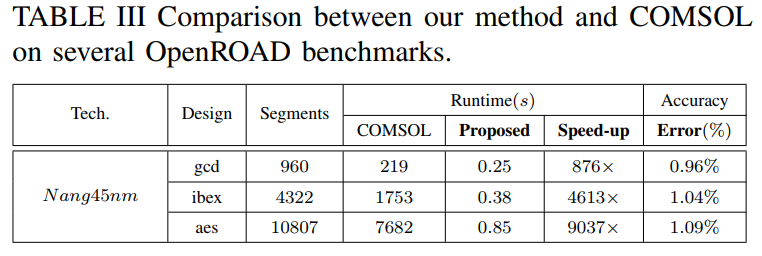 TABLE III Comparison between our method and COMSOL
on several OpenROAD benchmarks.
Tech. Design Segments Runtime(s) Accuracy
COMSOL Proposed Speed-up Error(%)
Nang45nm
gcd 960 219 0.25 876× 0.96%
ibex 4322 1753 0.38 4613× 1.04%
aes 10807 7682 0.85 9037× 1.09%